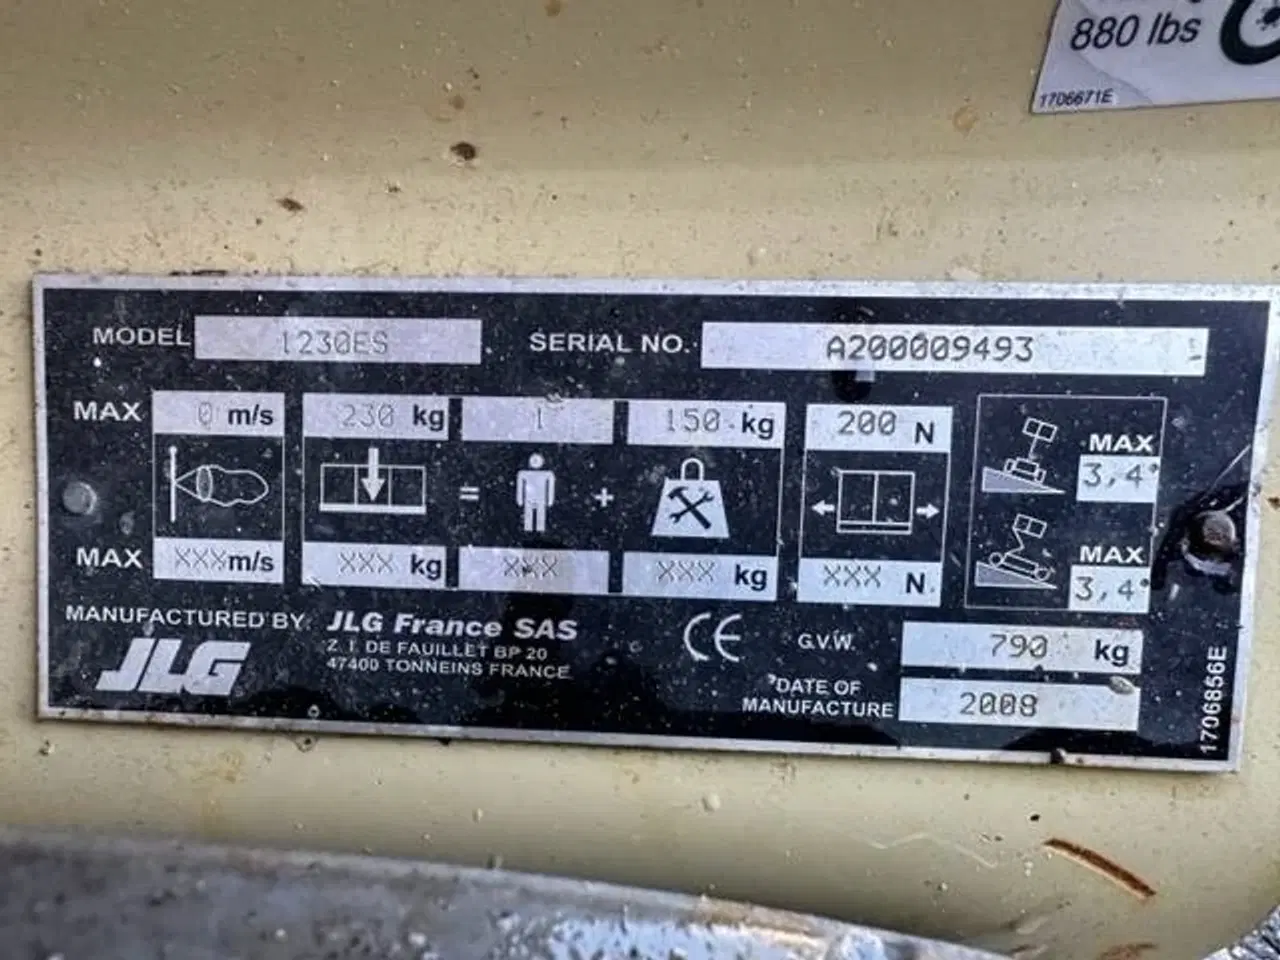 880 lbs
1706671E
MODEL 1230ES SERIAL NO. A200009493
MAX 0 m/s 230 kg 1 150 kg 200 N
MAX
3,4°
= +
MAX XXX m/s XXX kg XXX XXX kg XXX N
MAX
3,4°
MANUFACTURED BY: JLG France SAS
Z. I. DE FAUILLET BP 20
47400 TONNEINS FRANCE
JLG
CE
G.V.W. 790 kg
DATE OF
MANUFACTURE 2008
1706856E